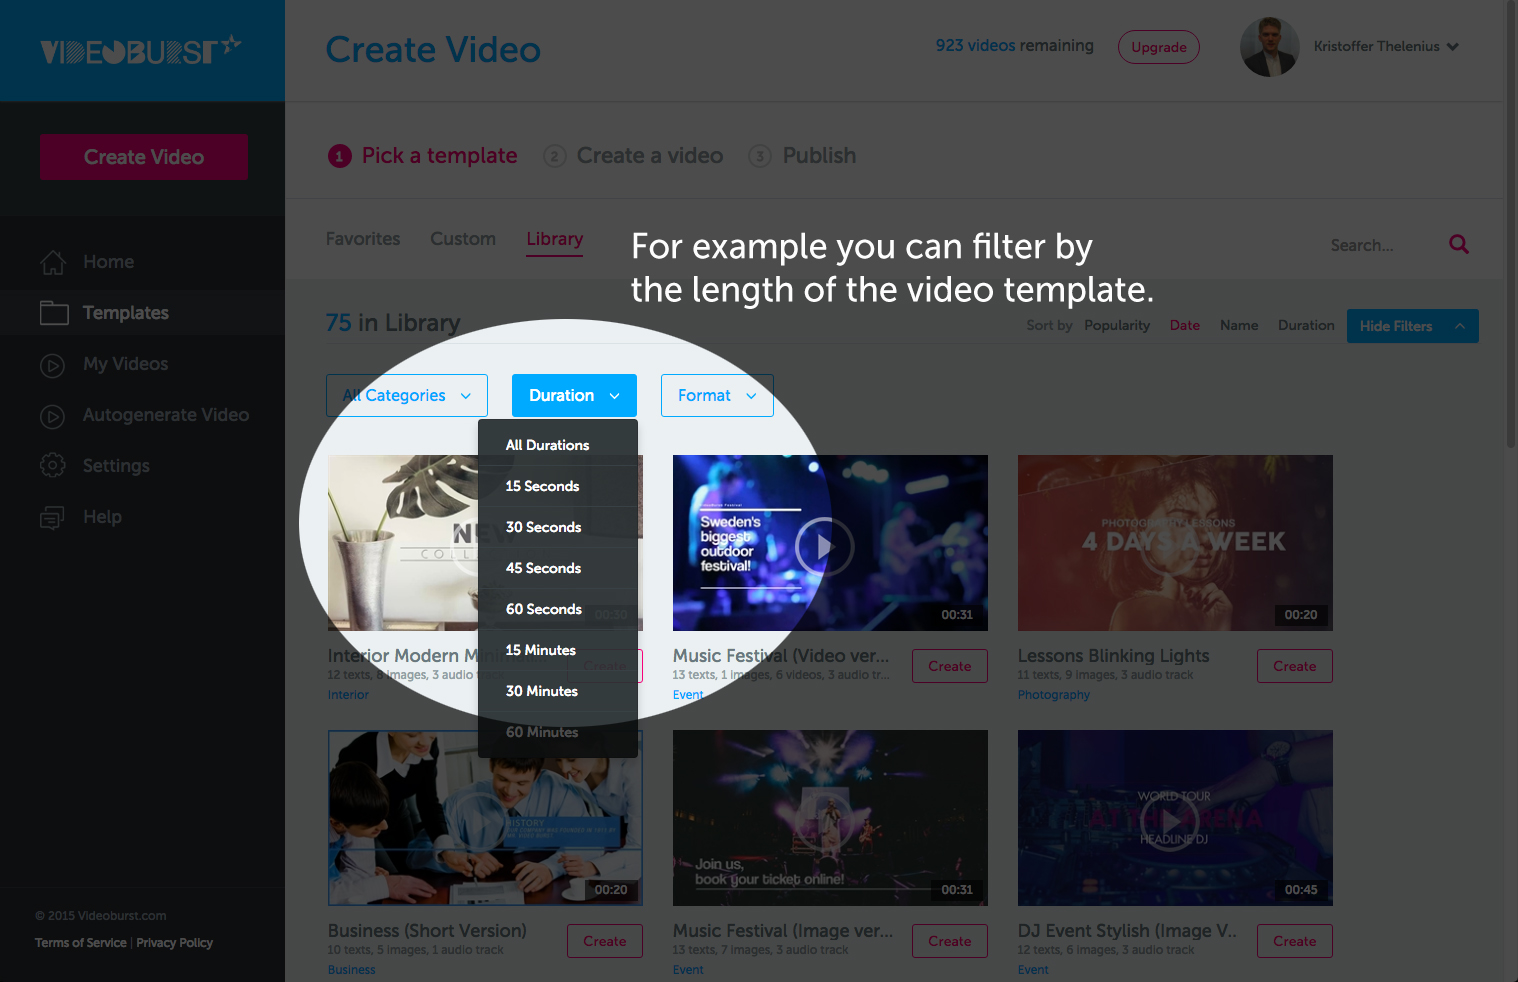 VIDEOBURST
Create Video
923 videos remaining
Upgrade
Kristoffer Thelenius
Create Video
1 Pick a template
2 Create a video
3 Publish
Home
Templates
My Videos
Autogenerate Video
Settings
Help
Favorites
Custom
Library
Search...
For example you can filter by
the length of the video template.
75 in Library
Sort by Popularity Date Name Duration
Hide Filters
All Categories
Duration
Format
All Durations
15 Seconds
30 Seconds
45 Seconds
60 Seconds
15 Minutes
30 Minutes
60 Minutes
NEW
COLL
00:30
Interior Modern
12 texts, 8 images, 3 audio
Interior
Create
Sweden's
biggest
outdoor
festival!
00:31
Music Festival (Video ver...
13 texts, 1 images, 6 videos, 3 audio tr...
Event
Create
PHOTOGRAPHY LESSONS
4 DAYS A WEEK
00:20
Lessons Blinking Lights
11 texts, 9 images, 3 audio track
Photography
Create
HISTORY
00:20
Business (Short Version)
10 texts, 5 images, 1 audio track
Business
Create
Join us,
book your ticket online!
00:31
Music Festival (Image ver...
13 texts, 7 images, 3 audio track
Event
Create
WORLD TOUR
AT THE ARENA
HEADLINE DJ
00:45
DJ Event Stylish (Image V..
12 texts, 6 images, 3 audio track
Event
Create
© 2015 Videoburst.com
Terms of Service | Privacy Policy